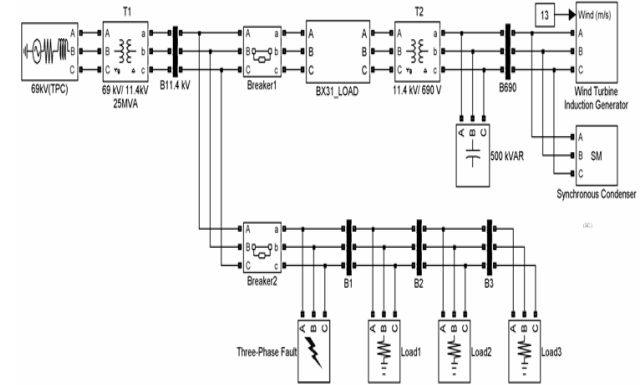 T1
T2
13
Wind (m/s)
A A a A a A A A a A
B B b B b B B B b B
C C c C c C C C c C
69kV(TPC)
69 kV/ 11.4kV
25MVA
B11.4 kV
Breaker1
BX31_LOAD
11.4 kV/ 690 V
B690
Wind Turbine
Induction Generator
A B C
500 kVAR
A
B SM
C
Synchronous Condenser
A a
B b
C c
Breaker2
B1
B2
B3
A B C
A B C
A B C
A B C
Three-Phase Fault
Load1
Load2
Load3